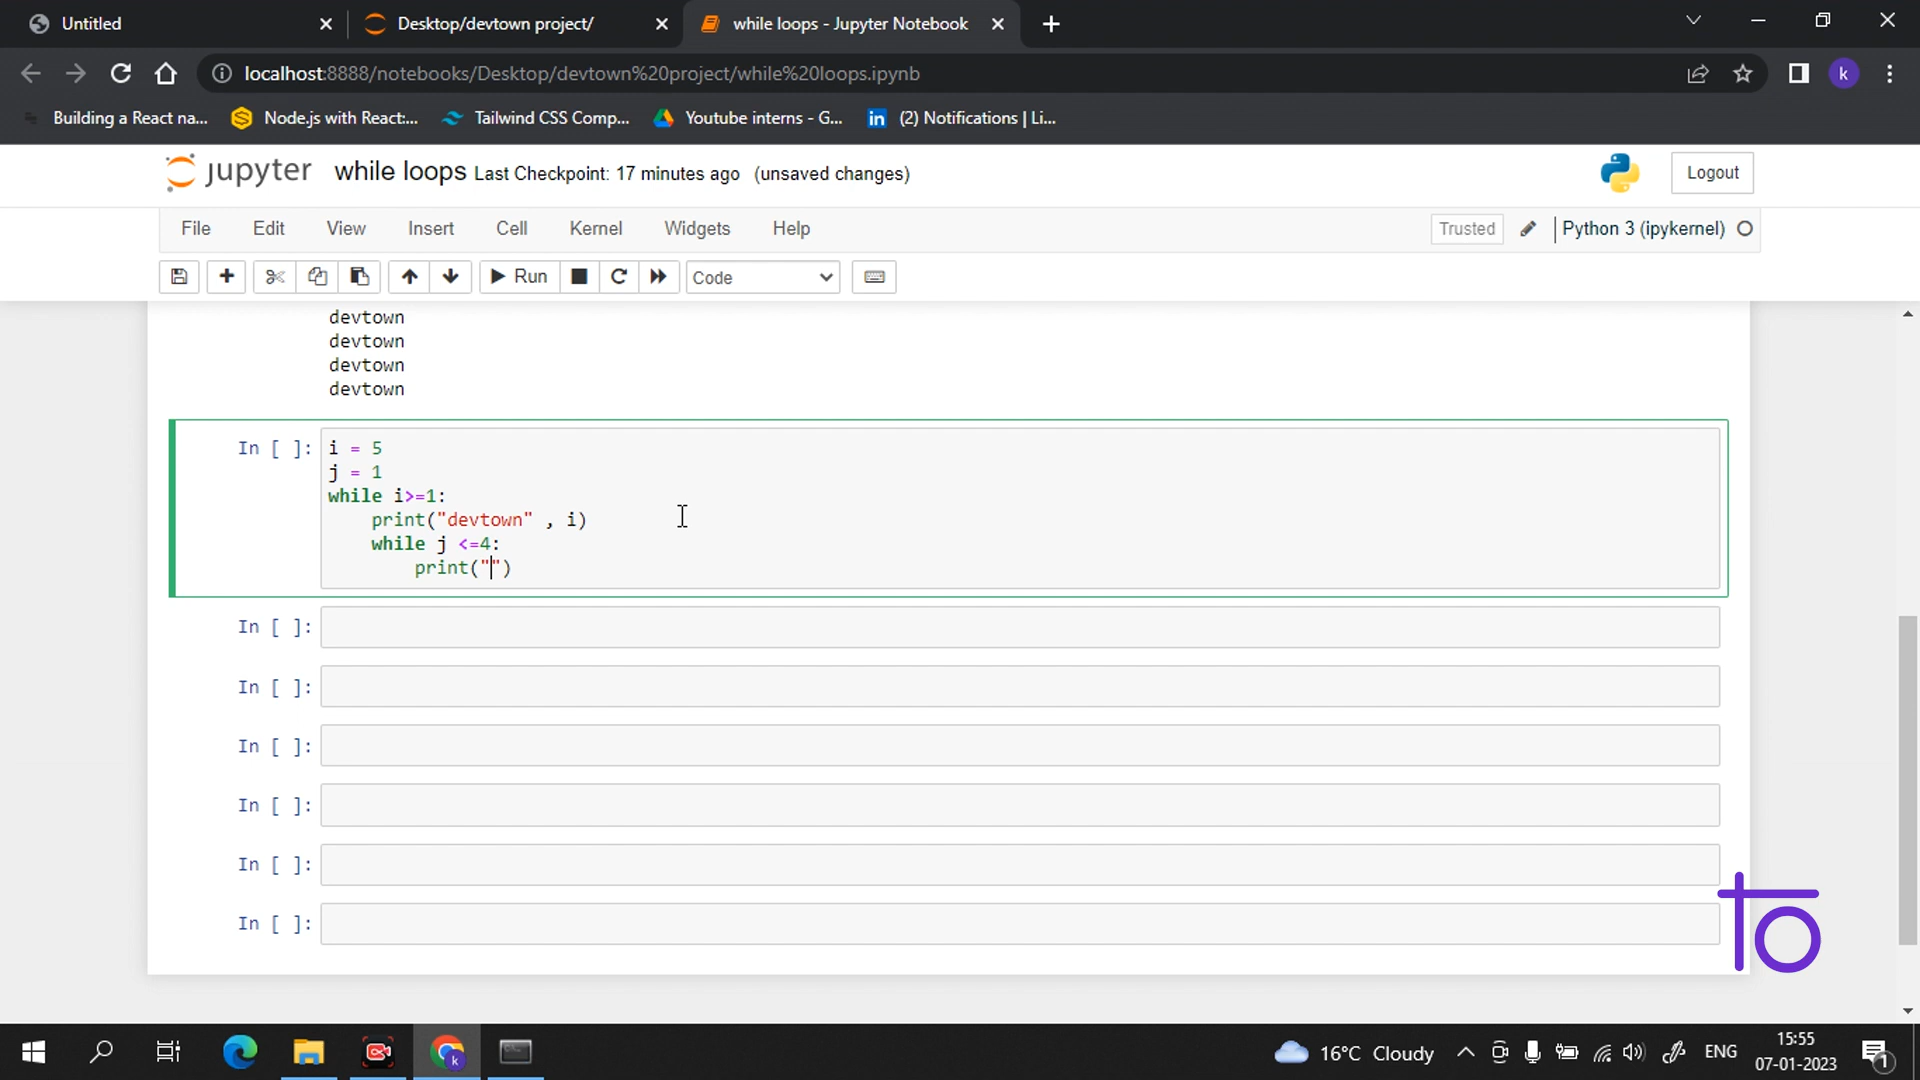 Untitled
Desktop/devtown project/
while loops - Jupyter Notebook
localhost:8888/notebooks/Desktop/devtown%20project/while%20loops.ipynb
Building a React na...
Node.js with React:...
Tailwind CSS Comp...
Youtube interns - G...
in
(2) Notifications | Li...
k
jupyter while loops Last Checkpoint: 17 minutes ago (unsaved changes)
Logout
File Edit View Insert Cell Kernel Widgets Help
Trusted
Python 3 (ipykernel)
Run
Code
devtown
devtown
devtown
devtown
In [ ]:
i = 5
j = 1
while i>=1:
    print("devtown" , i)
    while j <=4:
        print("")
In [ ]:
In [ ]:
In [ ]:
In [ ]:
In [ ]:
In [ ]:
16°C Cloudy
ENG
15:55
07-01-2023
1